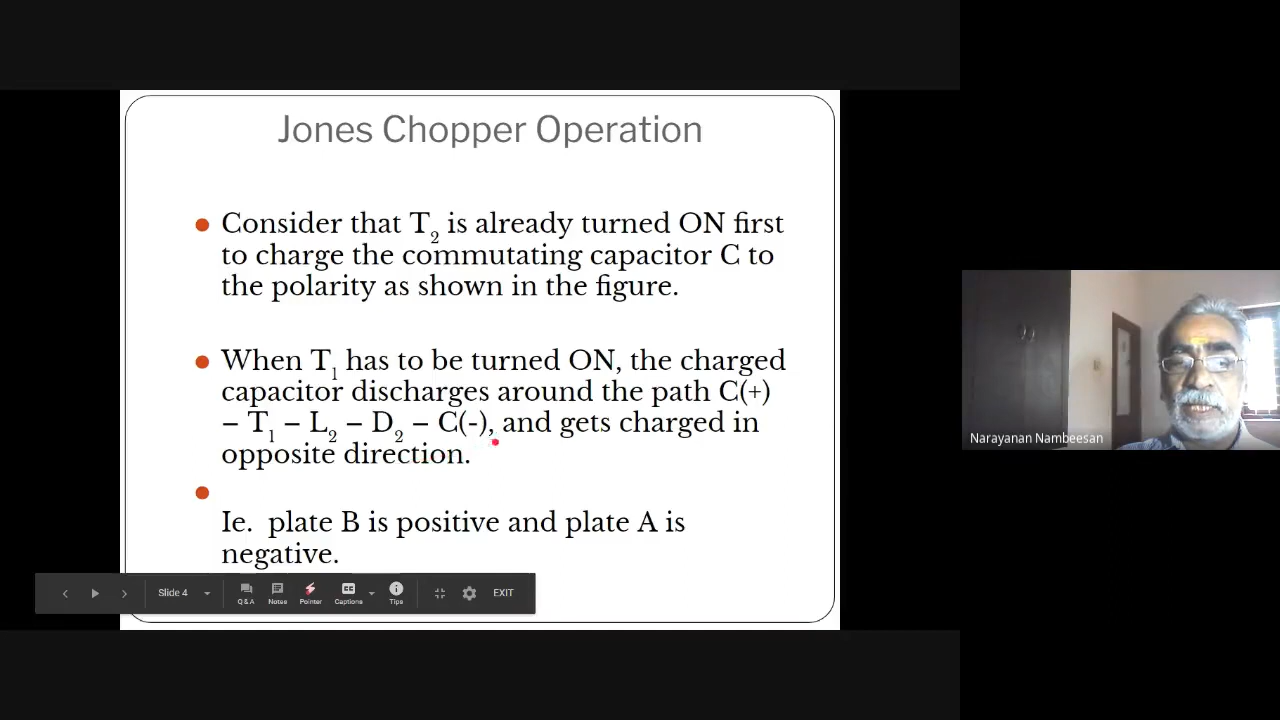 Jones Chopper Operation
Consider that T2 is already turned ON first
to charge the commutating capacitor C to
the polarity as shown in the figure.
When T1 has to be turned ON, the charged
capacitor discharges around the path C(+)
– T1 – L2 – D2 – C(-), and gets charged in
opposite direction.
Ie. plate B is positive and plate A is
negative.
Slide 4
Q & A
Notes
Pointer
Captions
Tips
EXIT
Narayanan Nambeesan